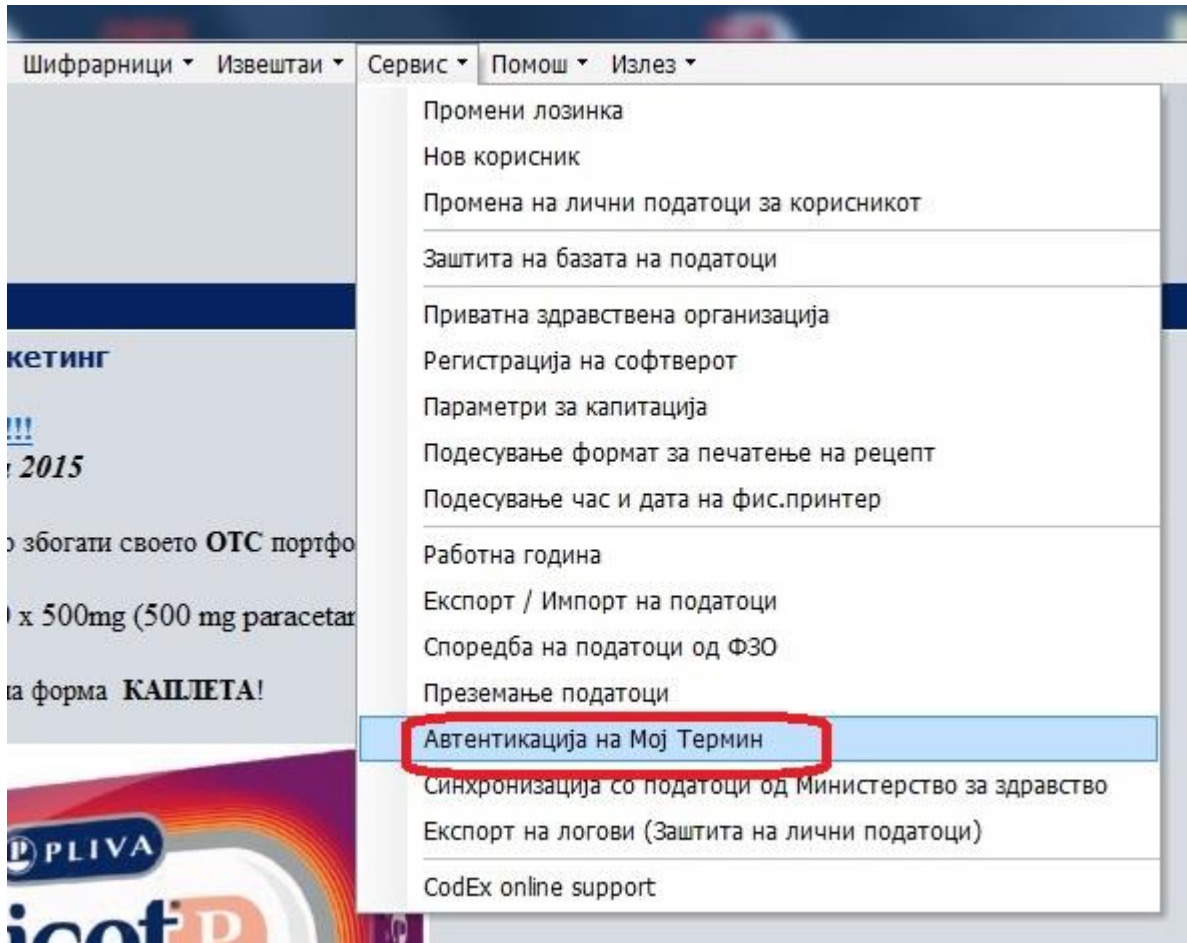 Шифрарници Извештаи Сервис Помош Излез
Промени лозинка
Нов корисник
Промена на лични податоци за корисникот
Заштита на базата на податоци
Приватна здравствена организација
Регистрација на софтверот
Параметри за капитација
Подесување формат за печатење на рецепт
Подесување час и дата на фис.принтер
Работна година
Експорт / Импорт на податоци
Споредба на податоци од ФЗО
Преземање податоци
Автентикација на Мој Термин
Синхронизација со податоци од Министерство за здравство
Експорт на логови (Заштита на лични податоци)
CodEx online support
кетинг
!!!
2015
збогати своето ОТС портфо
x 500mg (500 mg paracetar
форма КАПЛЕТА!
PLIVA
icot P